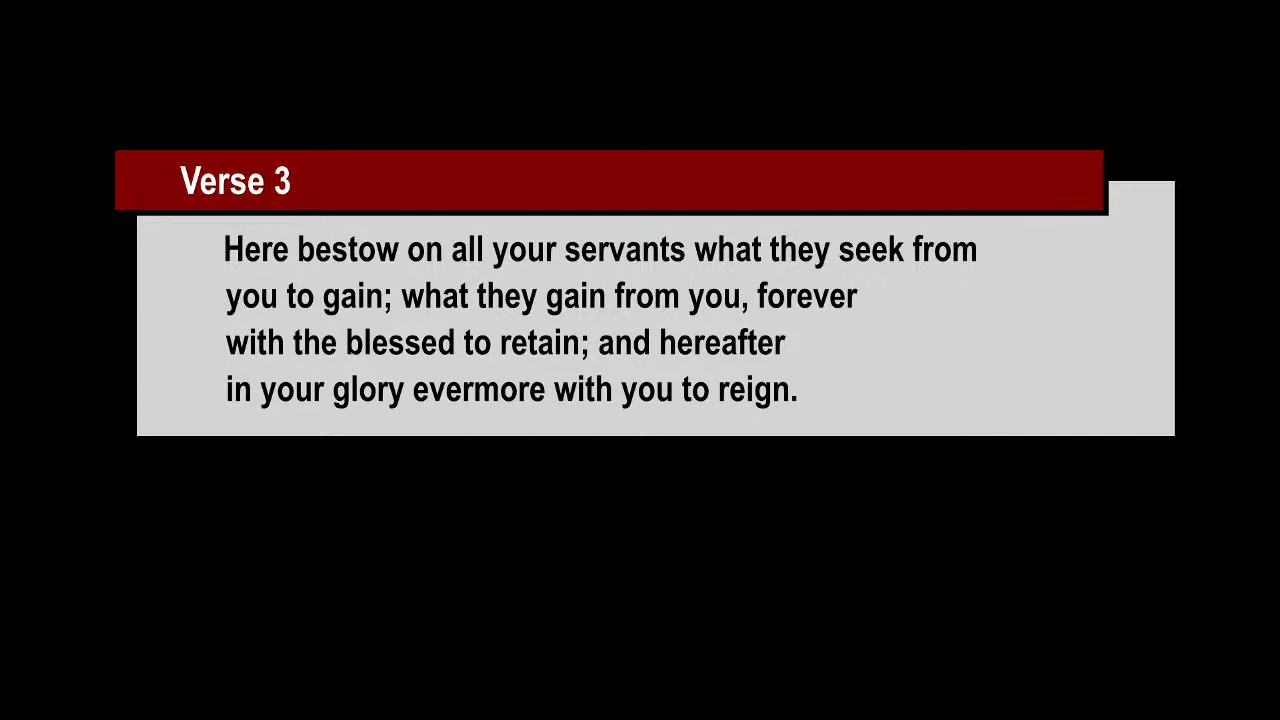 Verse 3
Here bestow on all your servants what they seek from
you to gain; what they gain from you, forever
with the blessed to retain; and hereafter
in your glory evermore with you to reign.